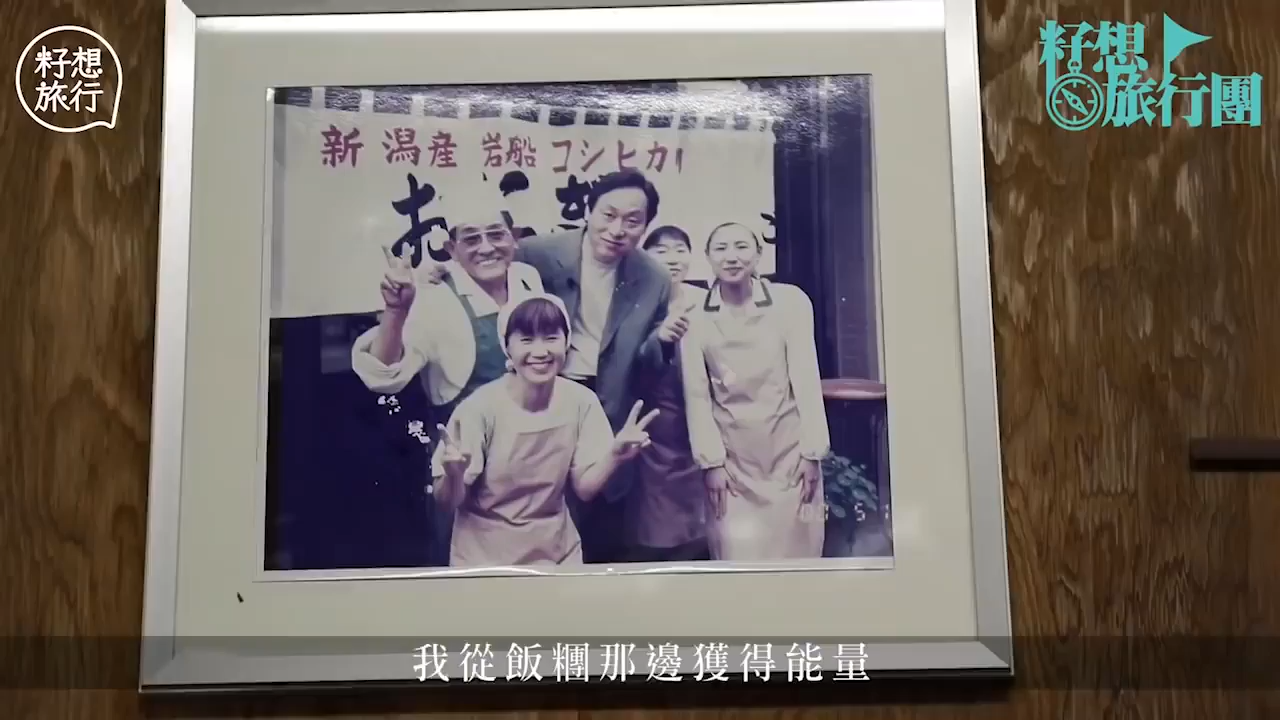 籽想
旅行
籽想
旅行團
新潟産 岩船 コシヒカリ
お
我從飯糰那邊獲得能量